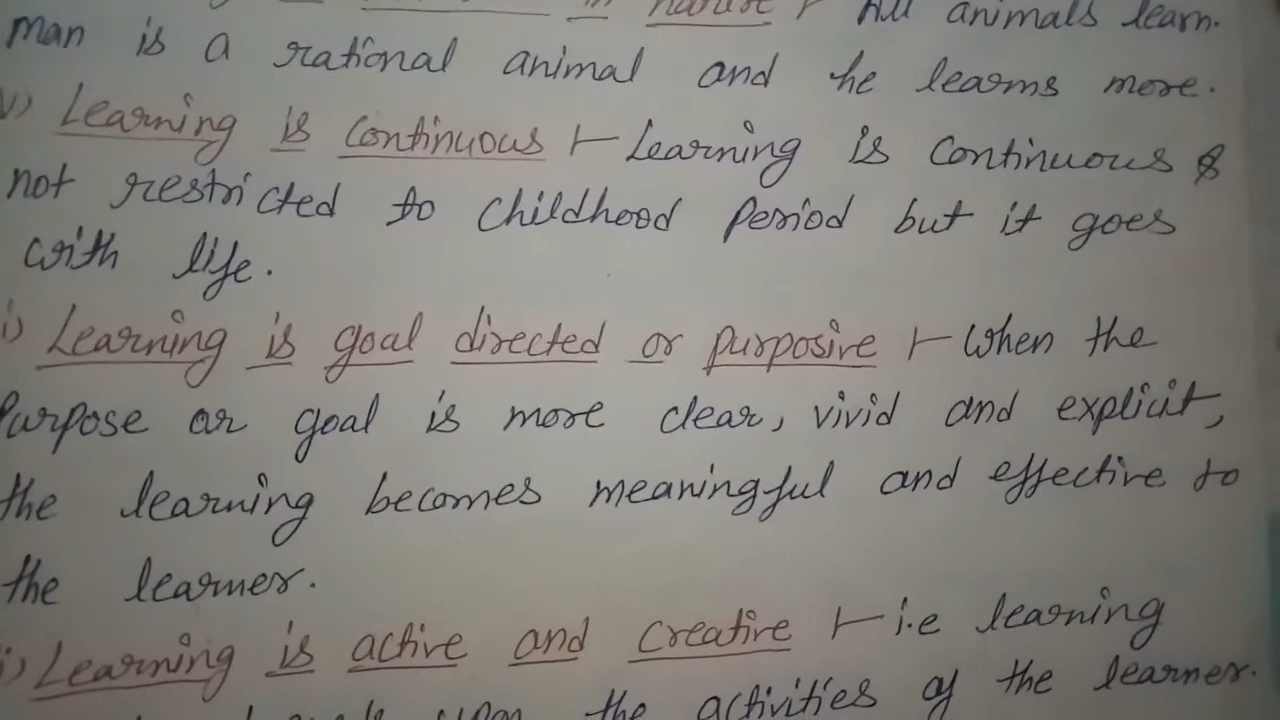 in nature :- All animals learn.
man is a rational animal and he learns more.
v) Learning is continuous :- Learning is continuous &
not restricted to childhood period but it goes
with life.
i) Learning is goal directed or purposive :- When the
Purpose or goal is more clear, vivid and explicit,
the learning becomes meaningful and effective to
the learner.
i) Learning is active and creative :- i.e learning
upon the activities of the learner.